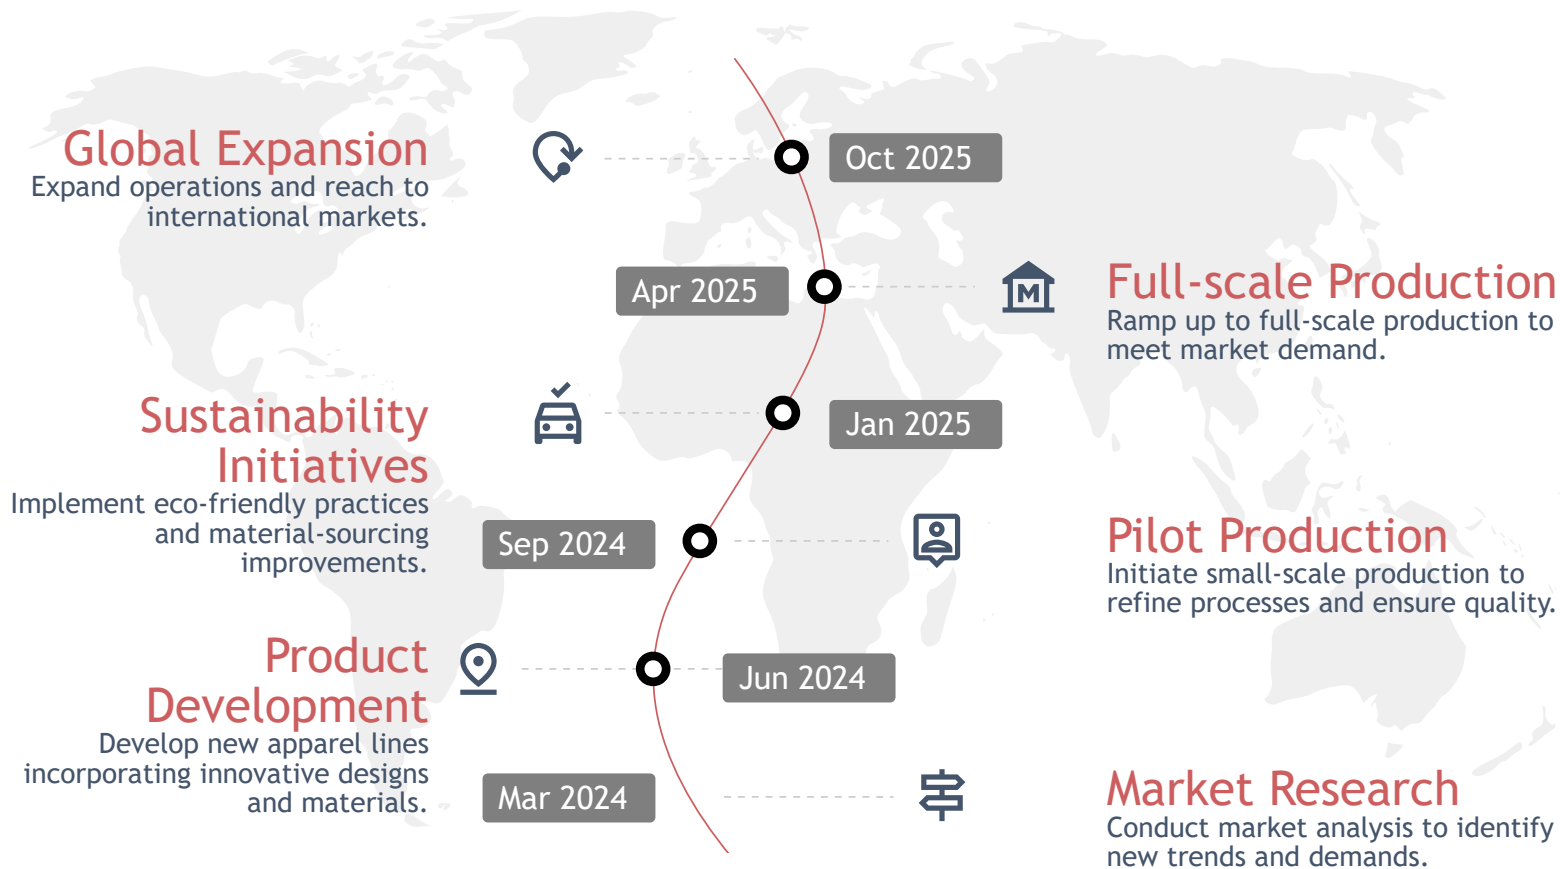 Global Expansion
Expand operations and reach to
international markets.
Oct 2025
Apr 2025
Full-scale Production
Ramp up to full-scale production to
meet market demand.
Sustainability
Initiatives
Implement eco-friendly practices
and material-sourcing
improvements.
Jan 2025
Sep 2024
Pilot Production
Initiate small-scale production to
refine processes and ensure quality.
Product
Development
Develop new apparel lines
incorporating innovative designs
and materials.
Jun 2024
Mar 2024
Market Research
Conduct market analysis to identify
new trends and demands.